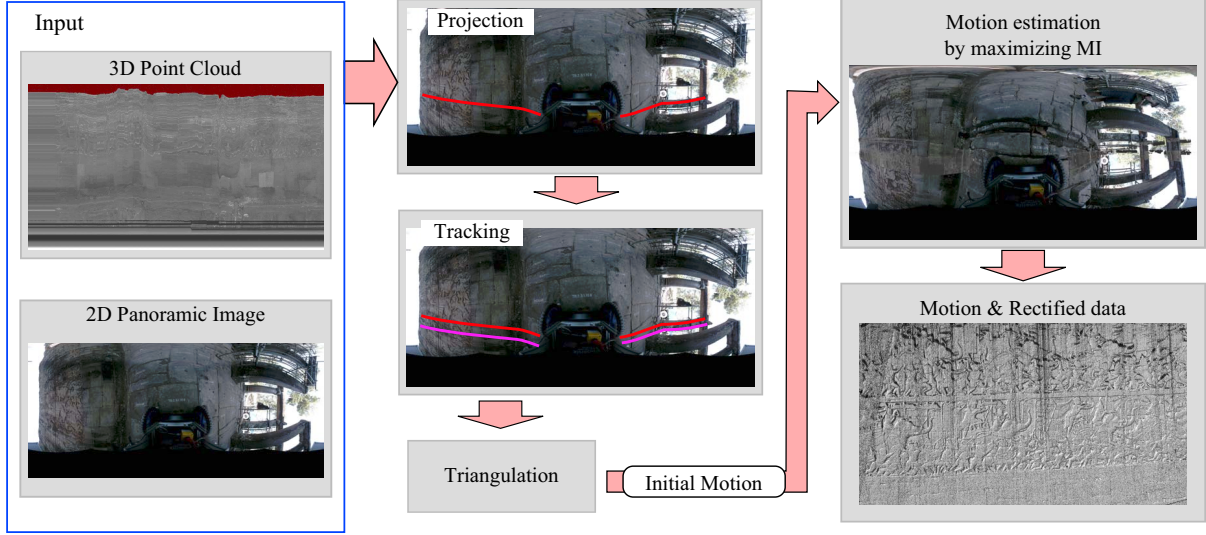 Input
3D Point Cloud
2D Panoramic Image
Projection
Tracking
Triangulation
Initial Motion
Motion estimation
by maximizing MI
Motion & Rectified data